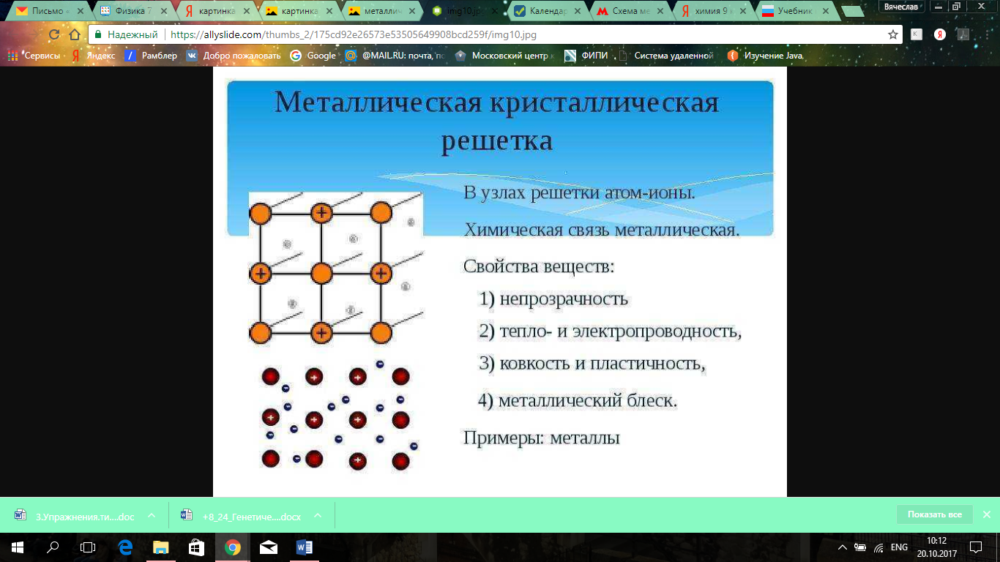 Письмо
Физика 7
картинка
картинка
металлич
img10.jp
Календар
Схема ме
химия 9 к
Учебник
Вячеслав
Надежный
https://allyslide.com/thumbs_2/175cd92e26573e53505649908bcd259f/img10.jpg
Сервисы
Яндекс
Рамблер
Добро пожаловать
Google
@MAIL.RU: почта, по
Московский центр к
ФИПИ
Система удаленной
Изучение Java
Металлическая кристаллическая
решетка
В узлах решетки атом-ионы.
Химическая связь металлическая.
Свойства веществ:
1) непрозрачность
2) тепло- и электропроводность,
3) ковкость и пластичность,
4) металлический блеск.
Примеры: металлы
3.Упражнения.ти....doc
+8_24_Генетиче....docx
Показать все
ENG
10:12
20.10.2017